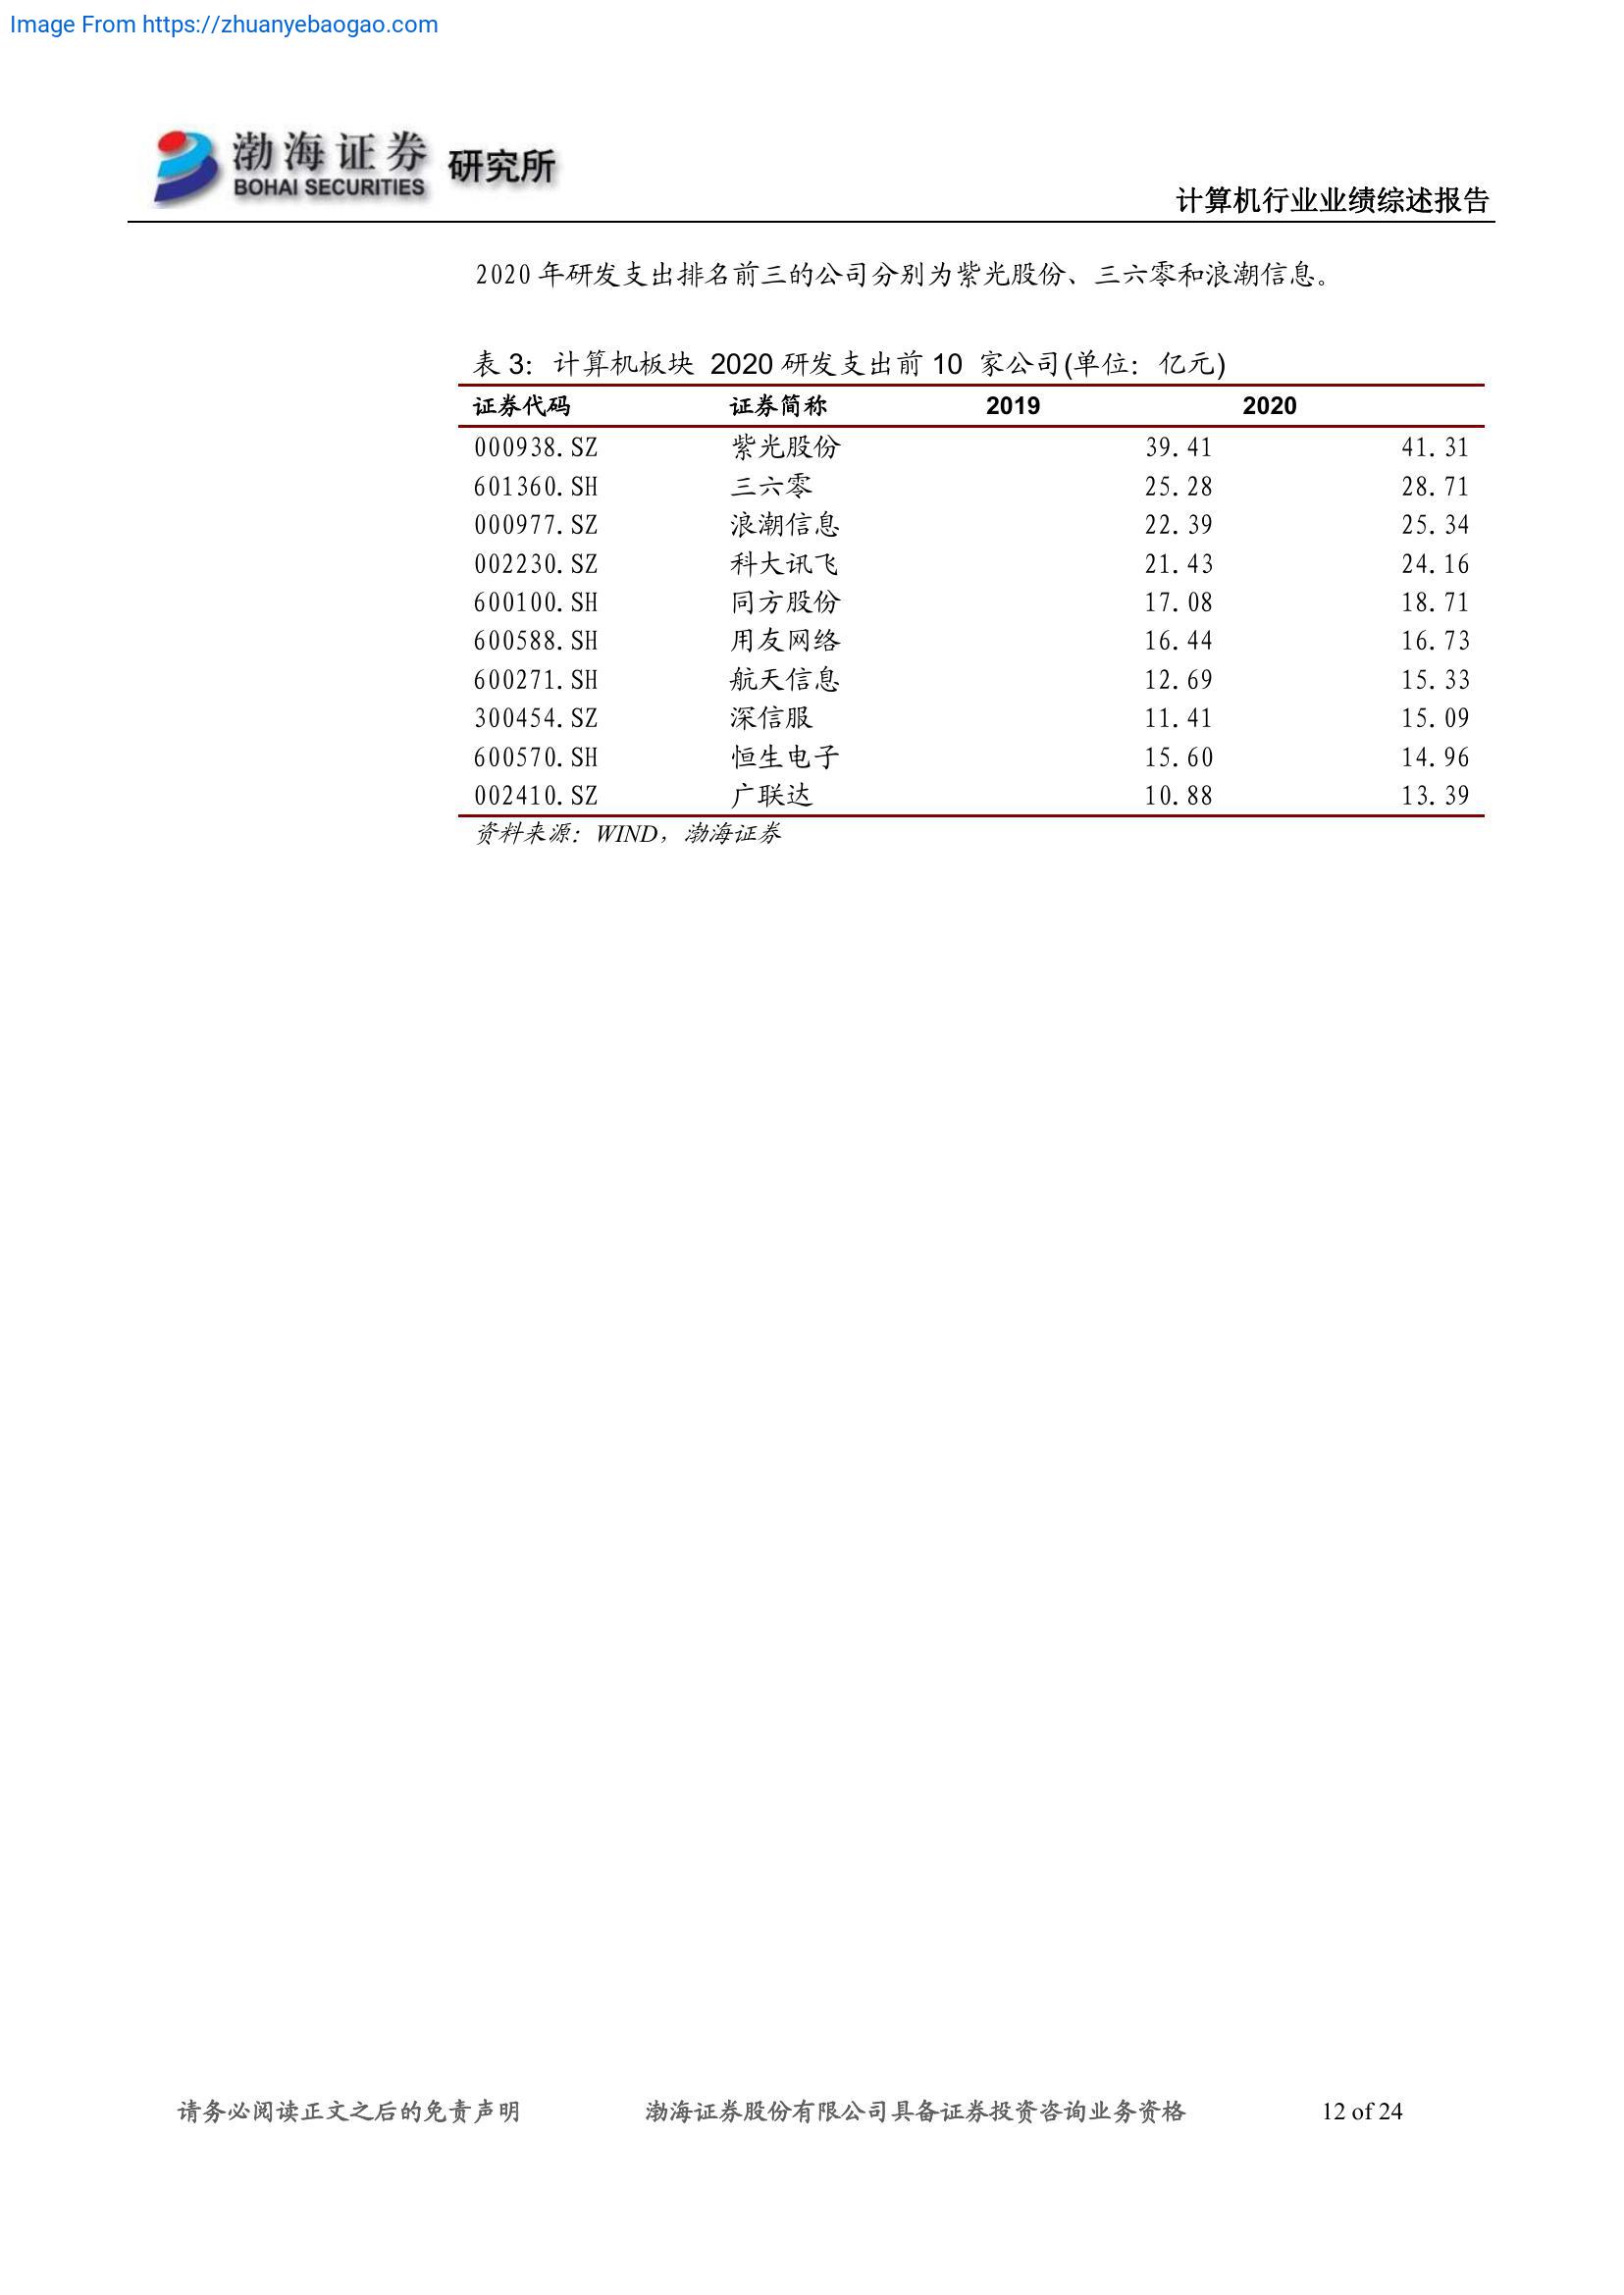 Image From https://zhuanyebaogao.com
渤海证券 研究所
BOHAI SECURITIES
计算机行业业绩综述报告
2020 年研发支出排名前三的公司分别为紫光股份、三六零和浪潮信息。
表 3：计算机板块 2020 研发支出前 10 家公司(单位：亿元)
证券代码 证券简称 2019 2020
000938.SZ 紫光股份 39.41 41.31
601360.SH 三六零 25.28 28.71
000977.SZ 浪潮信息 22.39 25.34
002230.SZ 科大讯飞 21.43 24.16
600100.SH 同方股份 17.08 18.71
600588.SH 用友网络 16.44 16.73
600271.SH 航天信息 12.69 15.33
300454.SZ 深信服 11.41 15.09
600570.SH 恒生电子 15.60 14.96
002410.SZ 广联达 10.88 13.39
资料来源：WIND，渤海证券
请务必阅读正文之后的免责声明 渤海证券股份有限公司具备证券投资咨询业务资格 12 of 24